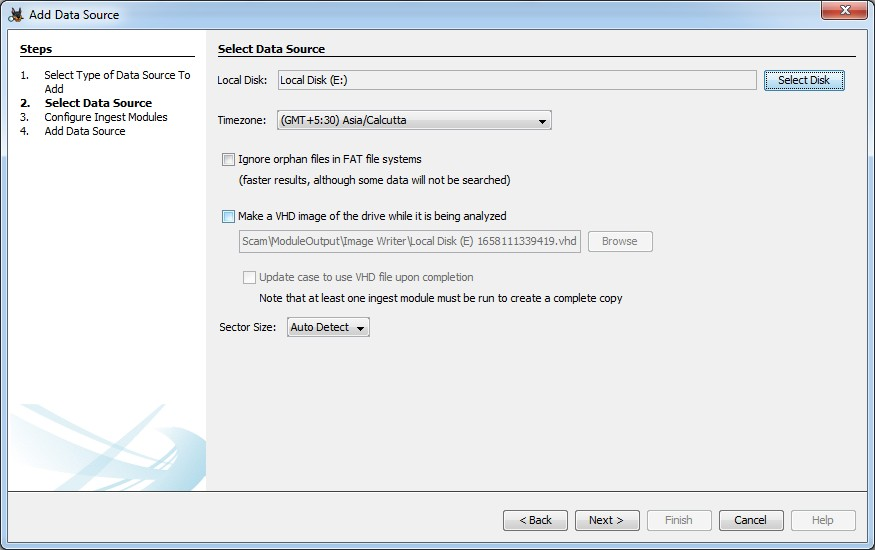 Add Data Source
Steps
1. Select Type of Data Source To
Add
2. Select Data Source
3. Configure Ingest Modules
4. Add Data Source
Select Data Source
Local Disk: Local Disk (E:) Select Disk
Timezone: (GMT+5:30) Asia/Calcutta
Ignore orphan files in FAT file systems
(faster results, although some data will not be searched)
Make a VHD image of the drive while it is being analyzed
Scam\ModuleOutput\Image Writer\Local Disk (E) 1658111339419.vhd Browse
Update case to use VHD file upon completion
Note that at least one ingest module must be run to create a complete copy
Sector Size: Auto Detect
< Back Next > Finish Cancel Help